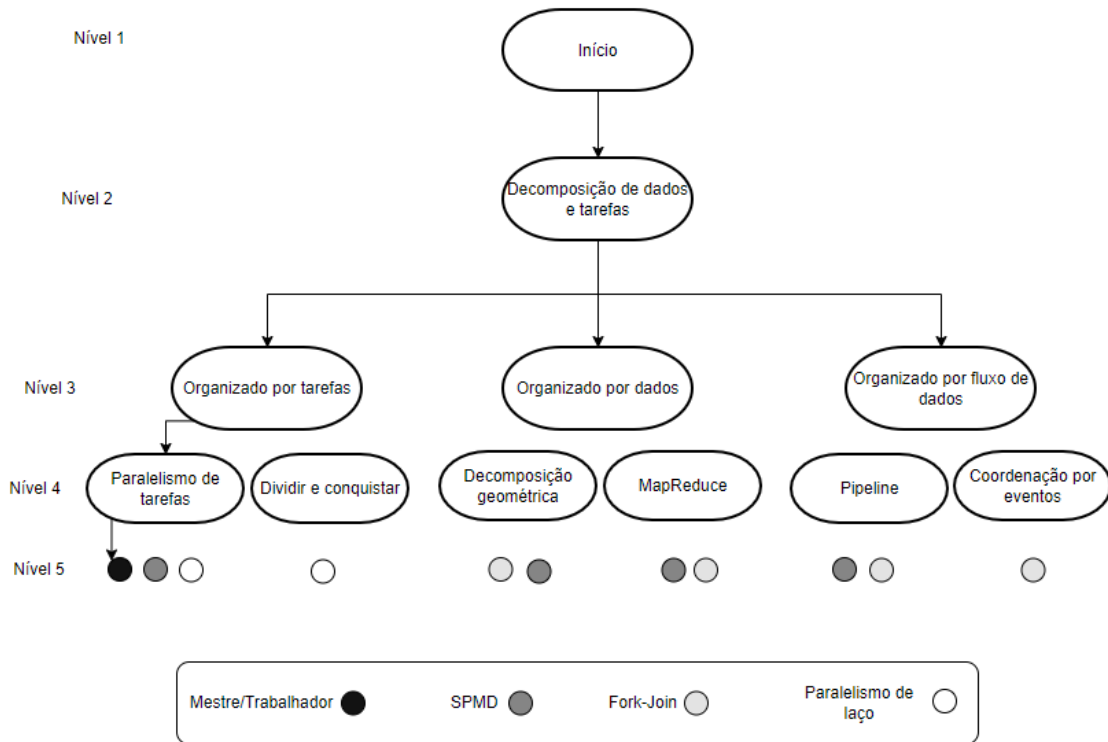 Nível 1
Início
Nível 2
Decomposição de dados
e tarefas
Nível 3
Organizado por tarefas
Organizado por dados
Organizado por fluxo de
dados
Nível 4
Paralelismo de
tarefas
Dividir e conquistar
Decomposição
geométrica
MapReduce
Pipeline
Coordenação por
eventos
Nível 5
Mestre/Trabalhador
SPMD
Fork-Join
Paralelismo de
laço